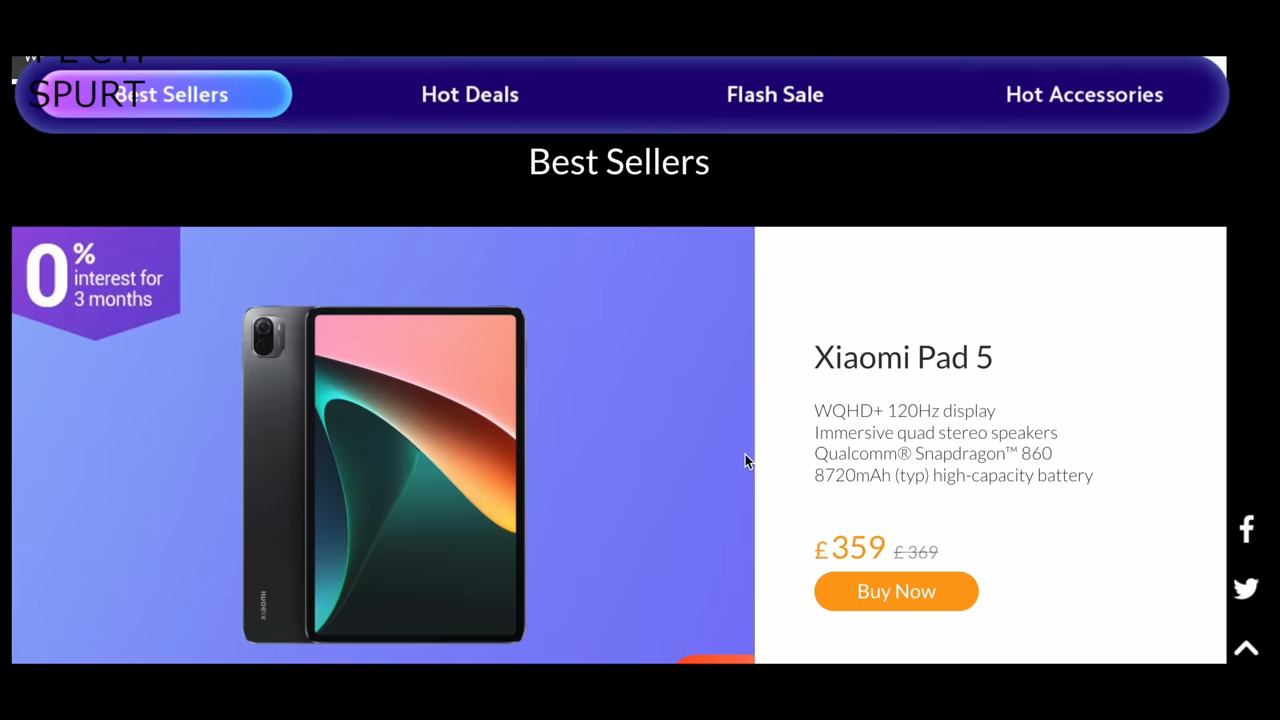 TECH
SPURT
Best Sellers
Hot Deals
Flash Sale
Hot Accessories
Best Sellers
0%
interest for
3 months
xiaomi
Xiaomi Pad 5
WQHD+ 120Hz display
Immersive quad stereo speakers
Qualcomm® Snapdragon™ 860
8720mAh (typ) high-capacity battery
£359 £369
Buy Now